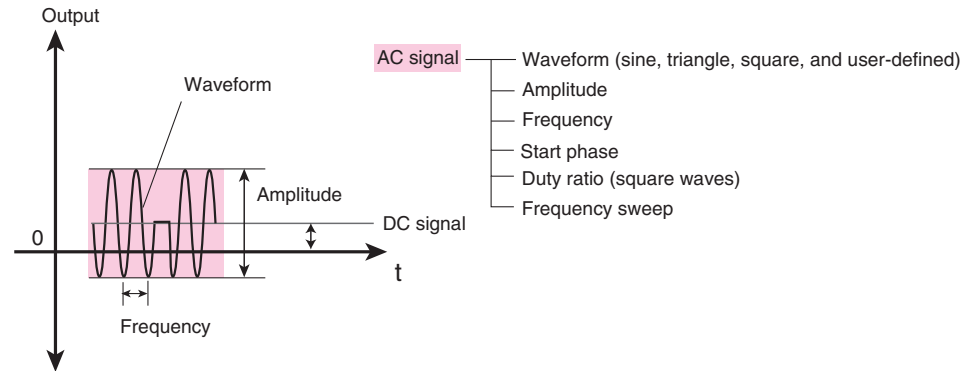 Output
Waveform
Amplitude
DC signal
0
t
Frequency
AC signal
Waveform (sine, triangle, square, and user-defined)
Amplitude
Frequency
Start phase
Duty ratio (square waves)
Frequency sweep